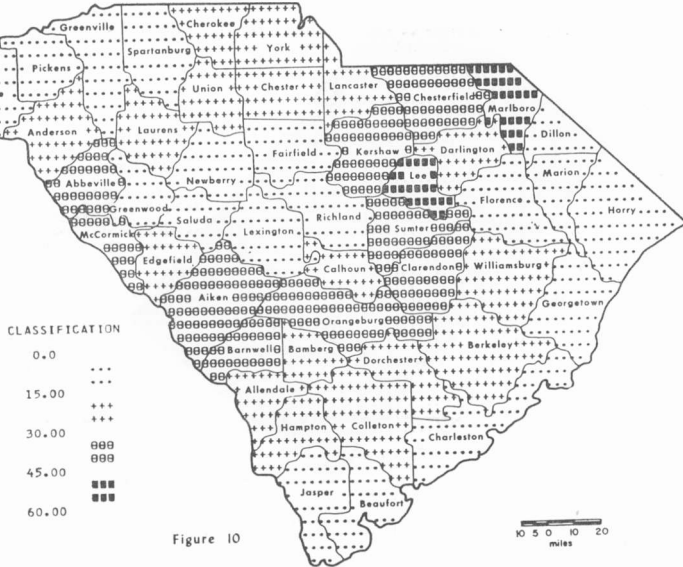 Greenville
Cherokee
Spartanburg
York
Pickens
Union
Chester
Lancaster
Chesterfield
Marlboro
Anderson
Laurens
Fairfield
Kershaw
Darlington
Dillon
Abbeville
Newberry
Lee
Marion
Greenwood
Saluda
Richland
Florence
Horry
McCormick
Lexington
Sumter
Edgefield
Calhoun
Clarendon
Williamsburg
Aiken
Georgetown
Orangeburg
Barnwell
Bamberg
Berkeley
Dorchester
Allendale
Hampton
Colleton
Charleston
Jasper
Beaufort
CLASSIFICATION
0.0
15.00
30.00
45.00
60.00
Figure 10
10 5 0 10 20
miles